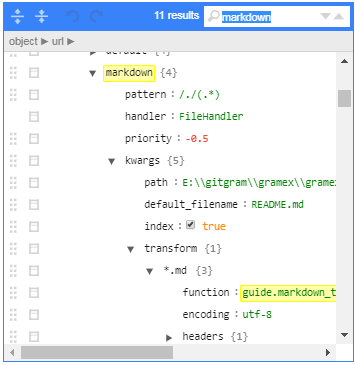 11 results markdown
object ▶ url ▶
default {4}
markdown {4}
pattern : /./(.*)
handler : FileHandler
priority : -0.5
kwargs {5}
path : E:\\gitgram\\gramex\\gramex
default_filename : README.md
index : true
transform {1}
*.md {3}
function : guide.markdown_t
encoding : utf-8
headers {1}